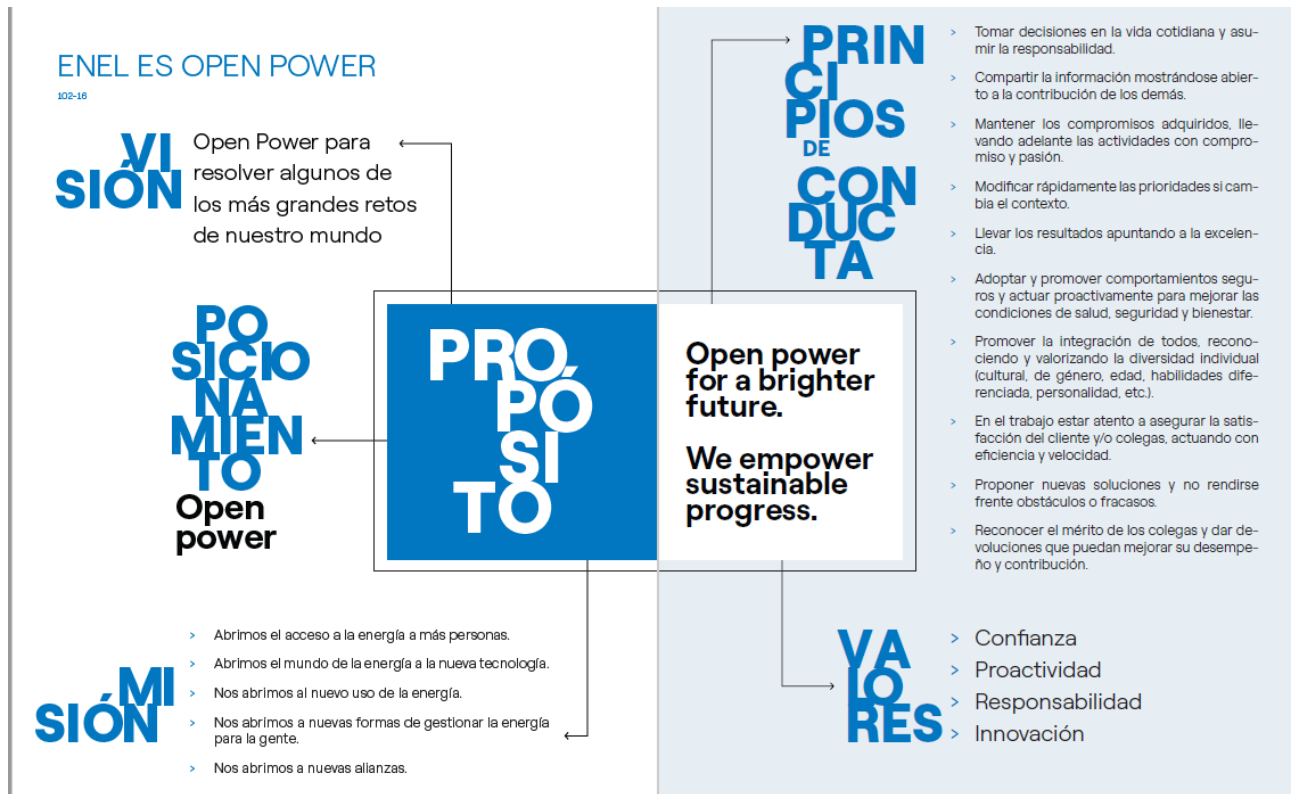 ENEL ES OPEN POWER
102-16
VI
SIÓN
Open Power para
resolver algunos de
los más grandes retos
de nuestro mundo
PO
SICIO
NA
MIEN
TO
Open
power
PRO
PÓ
SI
TO
Open power
for a brighter
future.
We empower
sustainable
progress.
MI
SIÓN
> Abrimos el acceso a la energía a más personas.
> Abrimos el mundo de la energía a la nueva tecnología.
> Nos abrimos al nuevo uso de la energía.
> Nos abrimos a nuevas formas de gestionar la energía
para la gente.
> Nos abrimos a nuevas alianzas.
PRIN
CI
PIOS
DE
CON
DUC
TA
> Tomar decisiones en la vida cotidiana y asu-
mir la responsabilidad.
> Compartir la información mostrándose abier-
to a la contribución de los demás.
> Mantener los compromisos adquiridos, lle-
vando adelante las actividades con compro-
miso y pasión.
> Modificar rápidamente las prioridades si cam-
bia el contexto.
> Llevar los resultados apuntando a la excelen-
cia.
> Adoptar y promover comportamientos segu-
ros y actuar proactivamente para mejorar las
condiciones de salud, seguridad y bienestar.
> Promover la integración de todos, recono-
ciendo y valorizando la diversidad individual
(cultural, de género, edad, habilidades dife-
renciada, personalidad, etc.).
> En el trabajo estar atento a asegurar la satis-
facción del cliente y/o colegas, actuando con
eficiencia y velocidad.
> Proponer nuevas soluciones y no rendirse
frente obstáculos o fracasos.
> Reconocer el mérito de los colegas y dar de-
voluciones que puedan mejorar su desempe-
ño y contribución.
VA
LO
RES
> Confianza
> Proactividad
> Responsabilidad
> Innovación